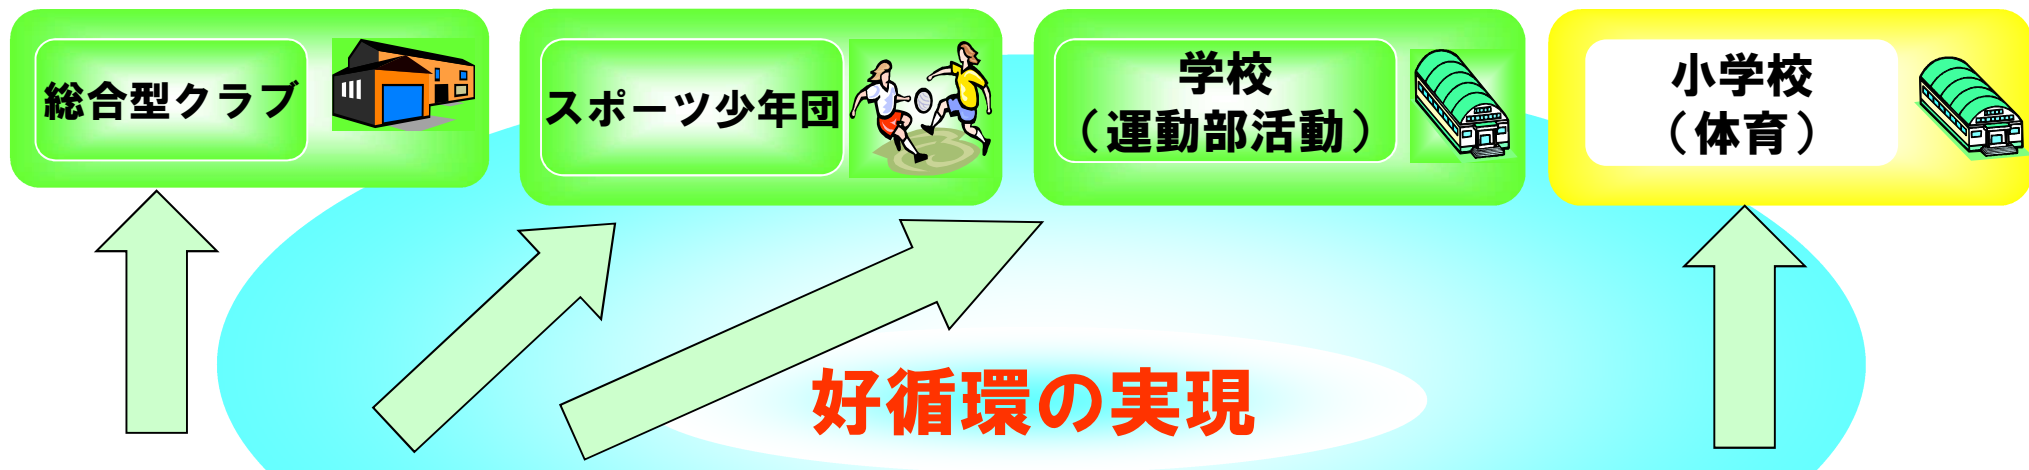 総合型クラブ
スポーツ少年団
学校
（運動部活動）
小学校
（体育）
好循環の実現